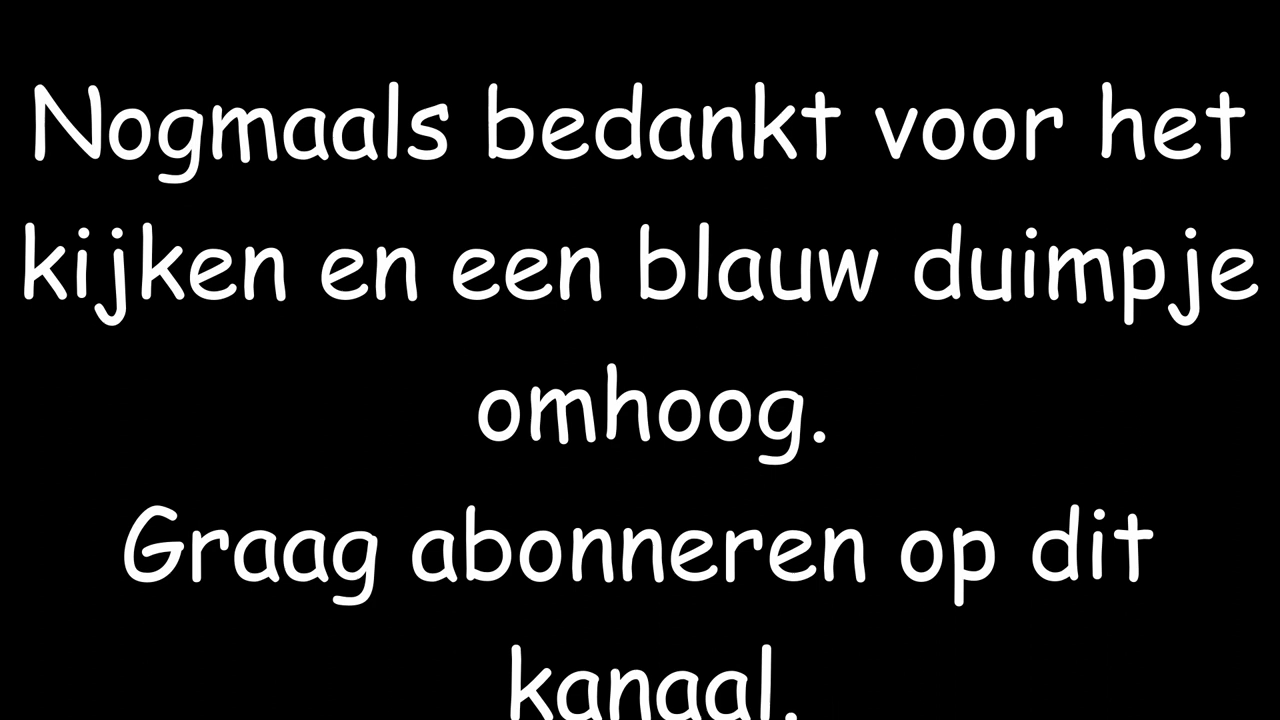 Nogmaals bedankt voor het
kijken en een blauw duimpje
omhoog.
Graag abonneren op dit
kanaal.